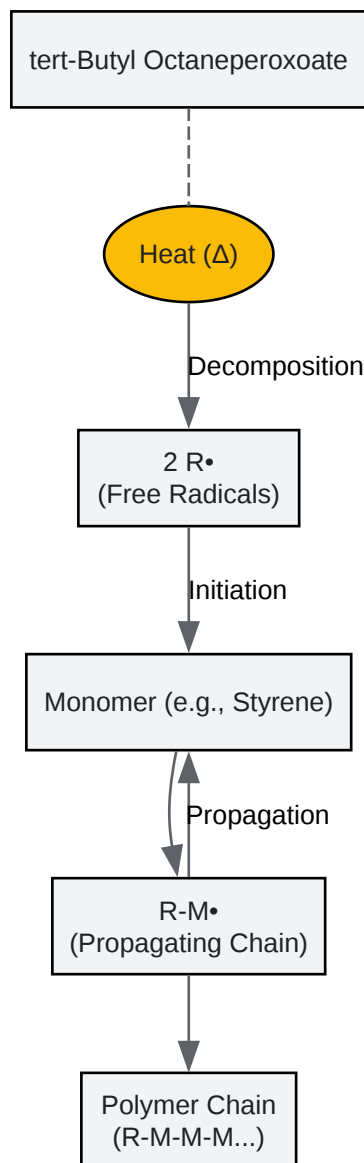 tert-Butyl Octaneperoxoate
Heat (Δ)
Decomposition
2 R•
(Free Radicals)
Initiation
Monomer (e.g., Styrene)
Propagation
R-M•
(Propagating Chain)
Polymer Chain
(R-M-M-M...)